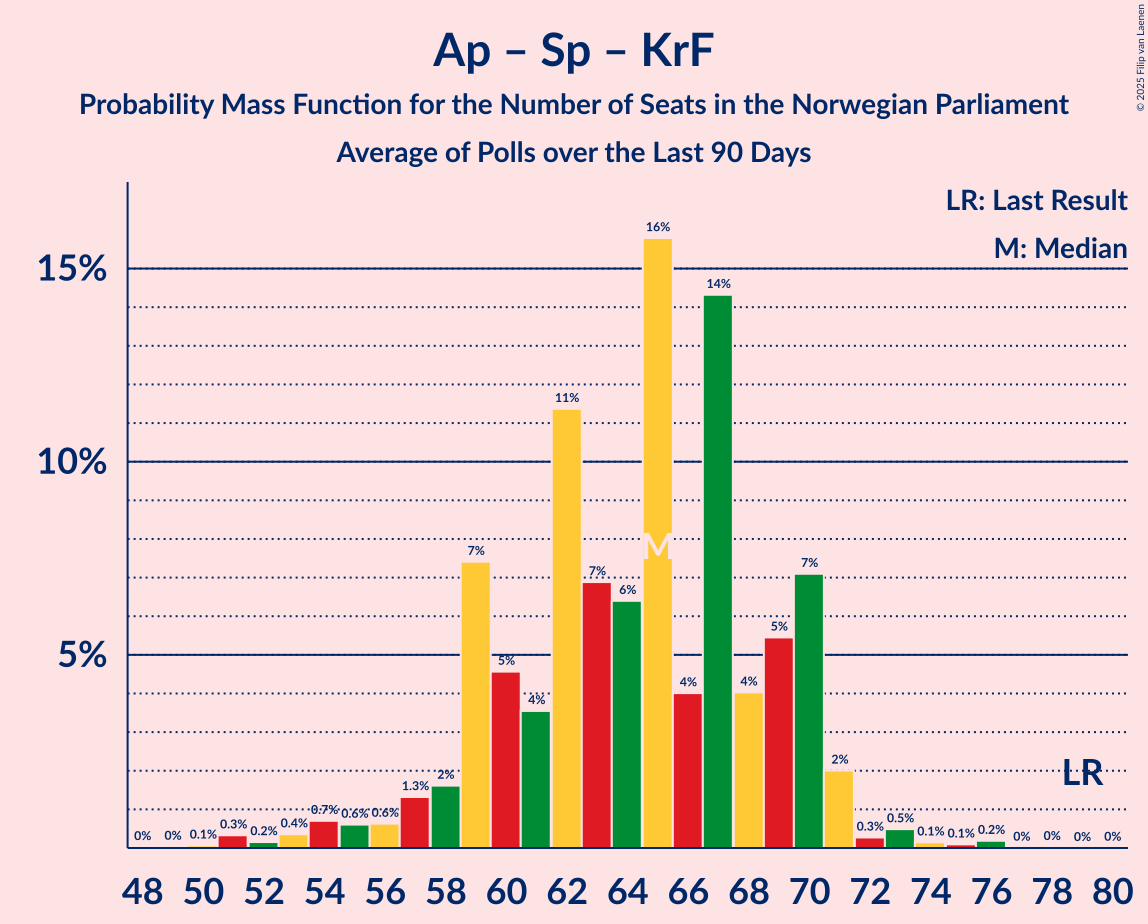 Ap – Sp – KrF
Probability Mass Function for the Number of Seats in the Norwegian Parliament
Average of Polls over the Last 90 Days
© 2025 Filip van Laenen
LR: Last Result
M: Median
15%
10%
5%
0% 0% 0.1% 0.3% 0.2% 0.4% 0.7% 0.6% 0.6% 1.3% 2% 7% 5% 4% 11% 7% 6% 16% 4% 14% 4% 5% 7% 2% 0.3% 0.5% 0.1% 0.1% 0.2% 0% 0% 0% 0%
M
LR
48 50 52 54 56 58 60 62 64 66 68 70 72 74 76 78 80